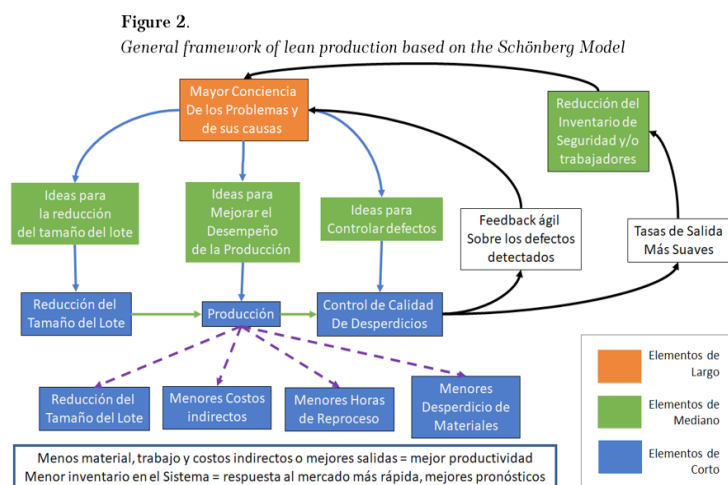 Figure 2.
General framework of lean production based on the Schönberg Model
Mayor Conciencia
De los Problemas y
de sus causas
Reducción del
Inventario de
Seguridad y/o
trabajadores
Ideas para
la reducción
del tamaño del lote
Ideas para
Mejorar el
Desempeño
de la Producción
Ideas para
Controlar defectos
Feedback ágil
Sobre los defectos
detectados
Tasas de Salida
Más Suaves
Reducción del
Tamaño del Lote
Producción
Control de Calidad
De Desperdicios
Reducción del
Tamaño del Lote
Menores Costos
indirectos
Menores Horas
de Reproceso
Menores
Desperdicio de
Materiales
Elementos de
Largo
Elementos de
Mediano
Elementos de
Corto
Menos material, trabajo y costos indirectos o mejores salidas = mejor productividad
Menor inventario en el Sistema = respuesta al mercado más rápida, mejores pronósticos